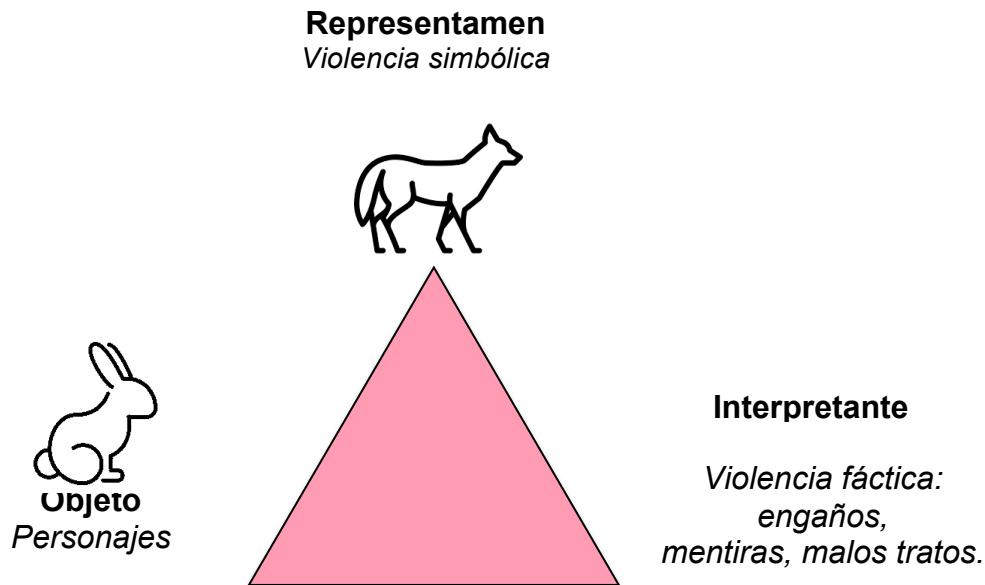 Representamen
Violencia simbólica
Objeto
Personajes
Interpretante
Violencia fáctica:
engaños,
mentiras, malos tratos.